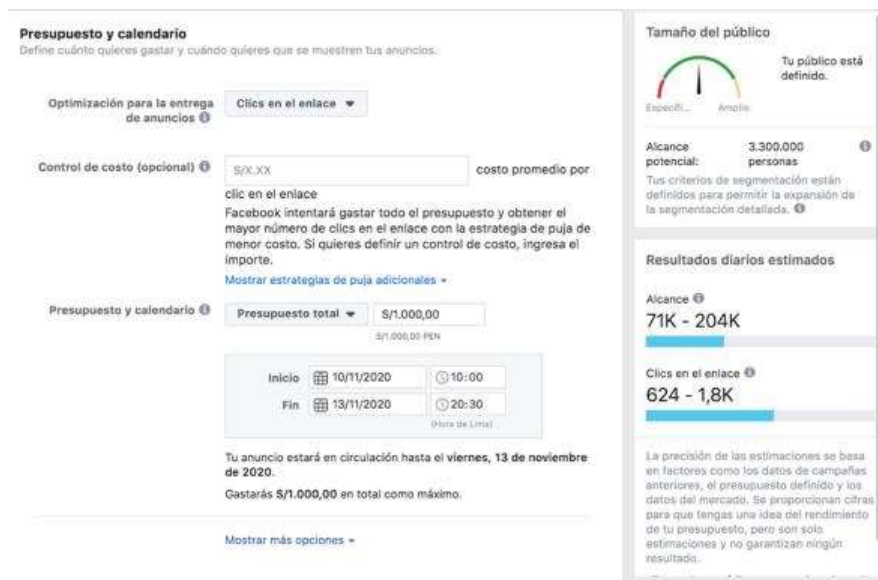 Presupuesto y calendario
Define cuánto quieres gastar y cuándo quieres que se muestren tus anuncios.
Optimización para la entrega
de anuncios
Clics en el enlace
Control de costo (opcional)
S/X.XX
costo promedio por
clic en el enlace
Facebook intentará gastar todo el presupuesto y obtener el
mayor número de clics en el enlace con la estrategia de puja de
menor costo. Si quieres definir un control de costo, ingresa el
importe.
Mostrar estrategias de puja adicionales
Presupuesto y calendario
Presupuesto total
S/1.000,00
S/1.000,00 PEN
Inicio 10/11/2020 10:00
Fin 13/11/2020 20:30
(Hora de Lima)
Tu anuncio estará en circulación hasta el viernes, 13 de noviembre
de 2020.
Gastarás S/1.000,00 en total como máximo.
Mostrar más opciones
Tamaño del público
Tu público está
definido.
Específi... Amplio
Alcance
potencial:
3.300.000
personas
Tus criterios de segmentación están
definidos para permitir la expansión de
la segmentación detallada.
Resultados diarios estimados
Alcance
71K - 204K
Clics en el enlace
624 - 1,8K
La precisión de las estimaciones se basa
en factores como los datos de campañas
anteriores, el presupuesto definido y los
datos del mercado. Se proporcionan cifras
para que tengas una idea del rendimiento
de tu presupuesto, pero son solo
estimaciones y no garantizan ningún
resultado.